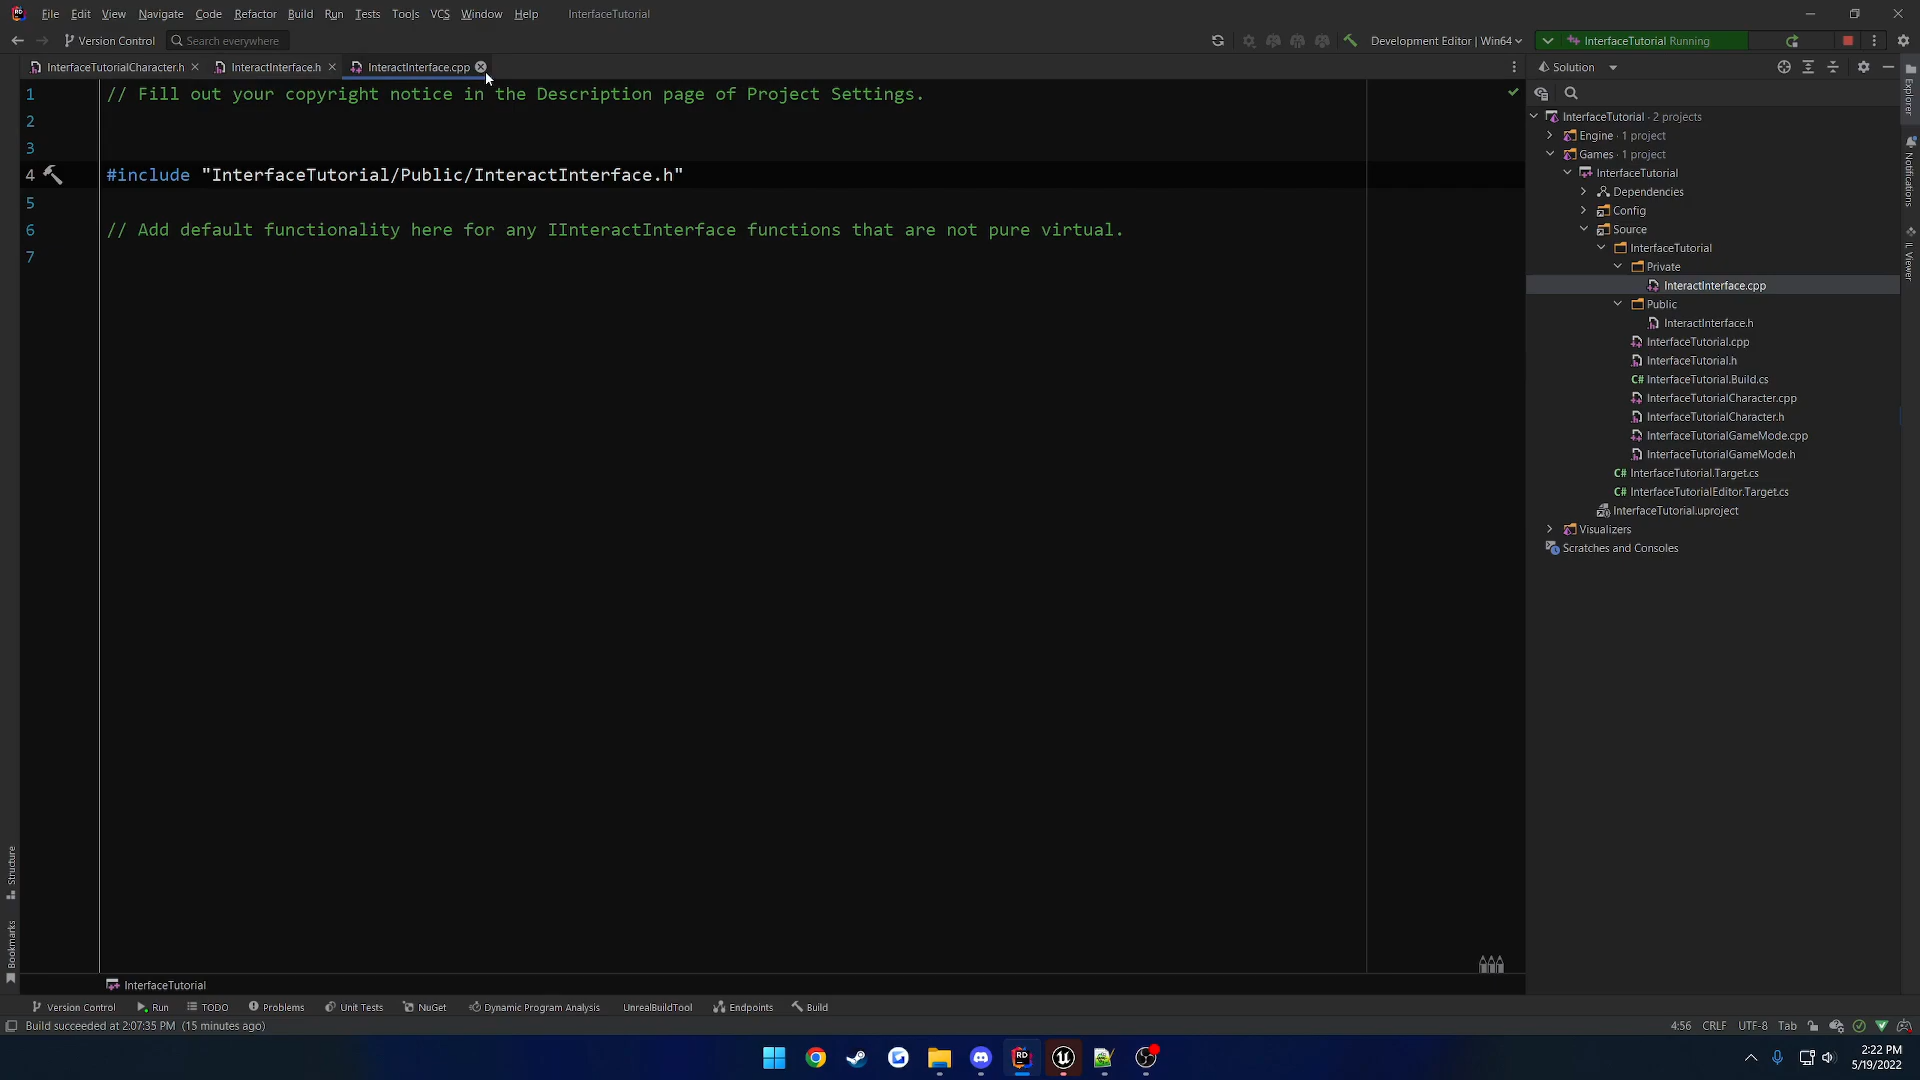 File Edit View Navigate Code Refactor Build Run Tests Tools VCS Window Help InterfaceTutorial
Version Control Search everywhere Development Editor | Win64 InterfaceTutorial Running
InterfaceTutorialCharacter.h InteractInterface.h InteractInterface.cpp
Solution
1 // Fill out your copyright notice in the Description page of Project Settings.
2
3
4 #include "InterfaceTutorial/Public/InteractInterface.h"
5
6 // Add default functionality here for any IInteractInterface functions that are not pure virtual.
7
InterfaceTutorial · 2 projects
Engine · 1 project
Games · 1 project
InterfaceTutorial
Dependencies
Config
Source
InterfaceTutorial
Private
InteractInterface.cpp
Public
InteractInterface.h
InterfaceTutorial.cpp
InterfaceTutorial.h
C# InterfaceTutorial.Build.cs
InterfaceTutorialCharacter.cpp
InterfaceTutorialCharacter.h
InterfaceTutorialGameMode.cpp
InterfaceTutorialGameMode.h
C# InterfaceTutorial.Target.cs
C# InterfaceTutorialEditor.Target.cs
InterfaceTutorial.uproject
Visualizers
Scratches and Consoles
Explorer
Notifications
IL Viewer
Structure
Bookmarks
InterfaceTutorial
Version Control Run TODO Problems Unit Tests NuGet Dynamic Program Analysis UnrealBuildTool Endpoints Build
Build succeeded at 2:07:35 PM (15 minutes ago) 4:56 CRLF UTF-8 Tab
2:22 PM
5/19/2022